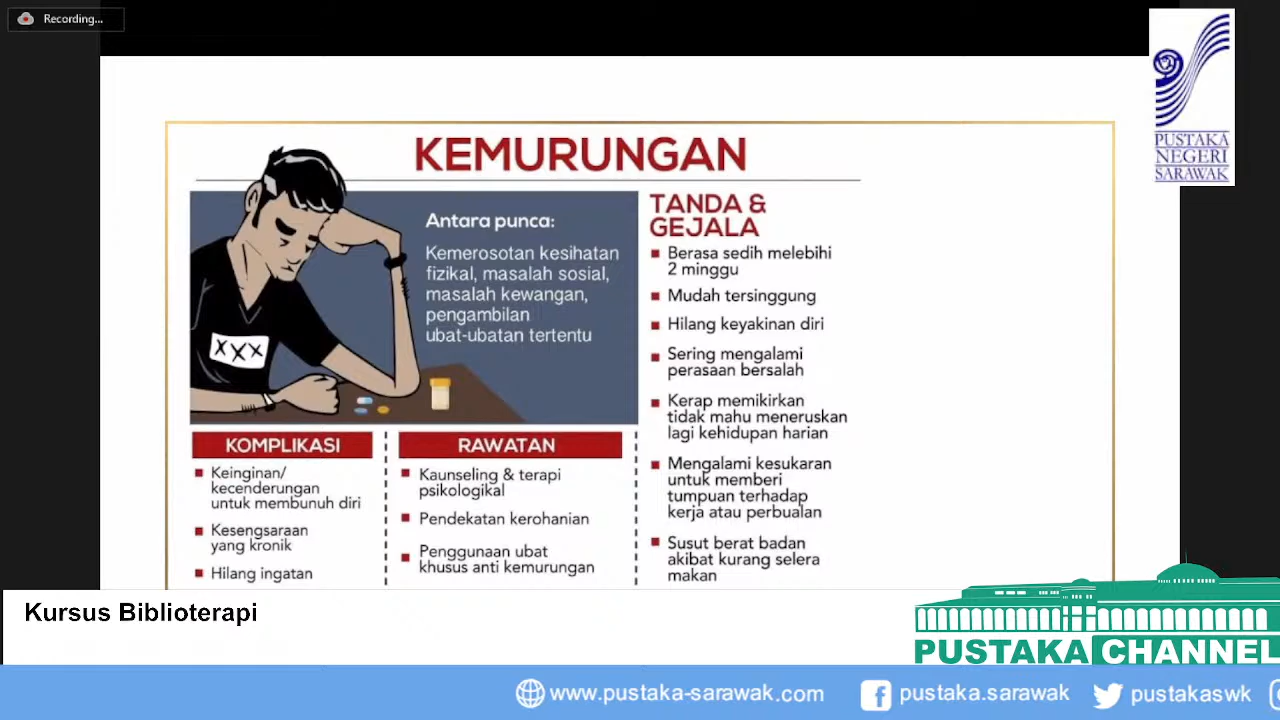 Recording...
PUSTAKA
NEGERI
SARAWAK
KEMURUNGAN
Antara punca:
Kemerosotan kesihatan
fizikal, masalah sosial,
masalah kewangan,
pengambilan
ubat-ubatan tertentu
XXX
TANDA &
GEJALA
Berasa sedih melebihi
2 minggu
Mudah tersinggung
Hilang keyakinan diri
Sering mengalami
perasaan bersalah
Kerap memikirkan
tidak mahu meneruskan
lagi kehidupan harian
Mengalami kesukaran
untuk memberi
tumpuan terhadap
kerja atau perbualan
Susut berat badan
akibat kurang selera
makan
KOMPLIKASI
Keinginan/
kecenderungan
untuk membunuh diri
Kesengsaraan
yang kronik
Hilang ingatan
RAWATAN
Kaunseling & terapi
psikologikal
Pendekatan kerohanian
Penggunaan ubat
khusus anti kemurungan
Kursus Biblioterapi
PUSTAKA CHANNEL
www.pustaka-sarawak.com
pustaka.sarawak
pustakaswk